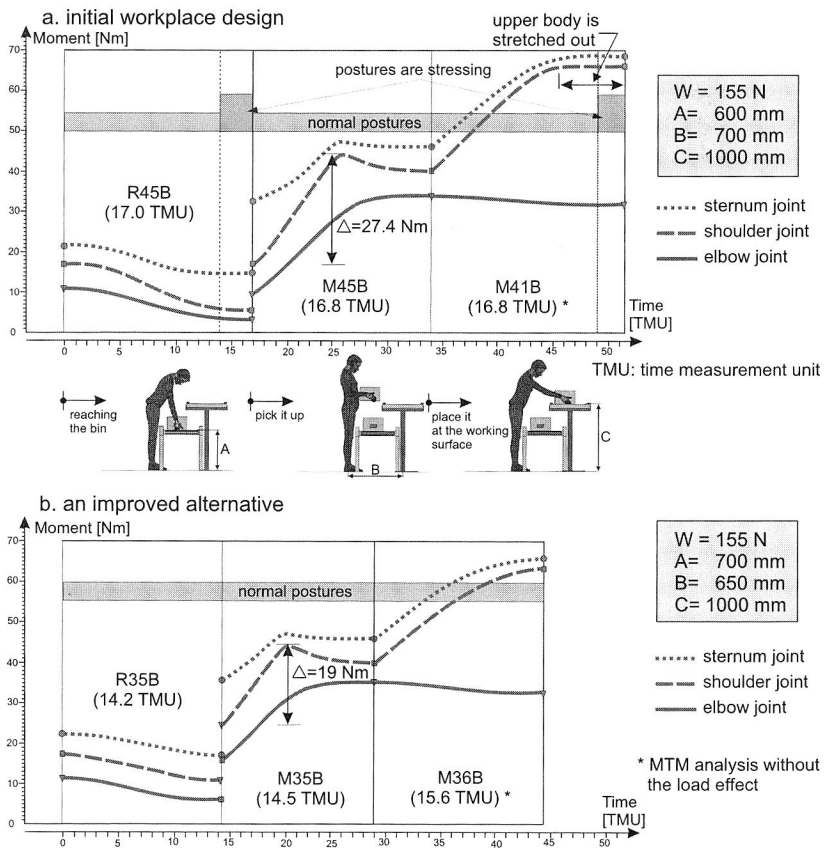 a. initial workplace design
Moment [Nm]
upper body is
stretched out
postures are stressing
normal postures
70
60
50
40
30
20
10
0
R45B
(17.0 TMU)
△=27.4 Nm
M45B
(16.8 TMU)
M41B
(16.8 TMU) *
Time
[TMU]
0 5 10 15 20 25 30 35 40 45 50
W = 155 N
A= 600 mm
B= 700 mm
C= 1000 mm
sternum joint
shoulder joint
elbow joint
TMU: time measurement unit
reaching
the bin
A
pick it up
B
place it
at the working
surface
C
b. an improved alternative
Moment [Nm]
70
60
50
40
30
20
10
0
normal postures
R35B
(14.2 TMU)
△=19 Nm
M35B
(14.5 TMU)
M36B
(15.6 TMU) *
Time
[TMU]
0 5 10 15 20 25 30 35 40 45 50
W = 155 N
A= 700 mm
B= 650 mm
C= 1000 mm
sternum joint
shoulder joint
elbow joint
* MTM analysis without
the load effect